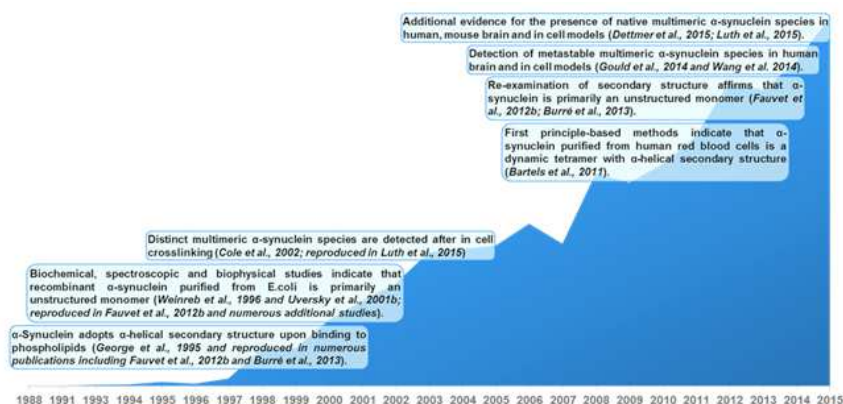 Additional evidence for the presence of native multimeric α-synuclein species in
human, mouse brain and in cell models (Dettmer et al., 2015; Luth et al., 2015).
Detection of metastable multimeric α-synuclein species in human
brain and in cell models (Gould et al., 2014 and Wang et al. 2014).
Re-examination of secondary structure affirms that α-
synuclein is primarily an unstructured monomer (Fauvet et
al., 2012b; Burré et al., 2013).
First principle-based methods indicate that α-
synuclein purified from human red blood cells is a
dynamic tetramer with α-helical secondary structure
(Bartels et al., 2011).
Distinct multimeric α-synuclein species are detected after in cell
crosslinking (Cole et al., 2002; reproduced in Luth et al., 2015)
Biochemical, spectroscopic and biophysical studies indicate that
recombinant α-synuclein purified from E.coli is primarily an
unstructured monomer (Weinreb et al., 1996 and Uversky et al., 2001b;
reproduced in Fauvet et al., 2012b and numerous additional studies).
α-Synuclein adopts α-helical secondary structure upon binding to
phospholipids (George et al., 1995 and reproduced in numerous
publications including Fauvet et al., 2012b and Burré et al., 2013).
1988 1991 1993 1994 1995 1996 1997 1998 1999 2000 2001 2002 2003 2004 2005 2006 2007 2008 2009 2010 2011 2012 2013 2014 2015